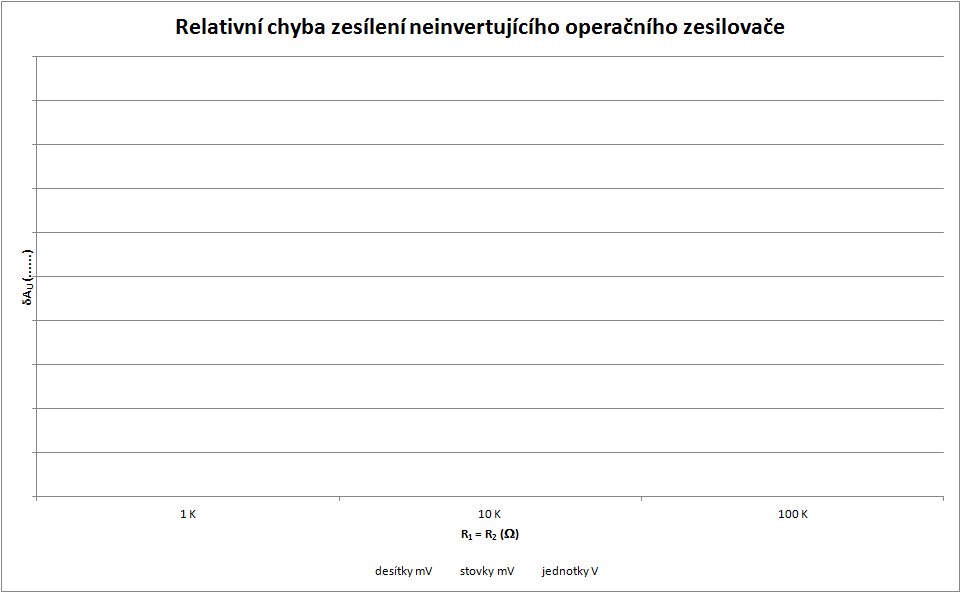 Relativní chyba zesílení neinvertujícího operačního zesilovače
δAU (......)
1 K 10 K 100 K
R1 = R2 (Ω)
desítky mV stovky mV jednotky V